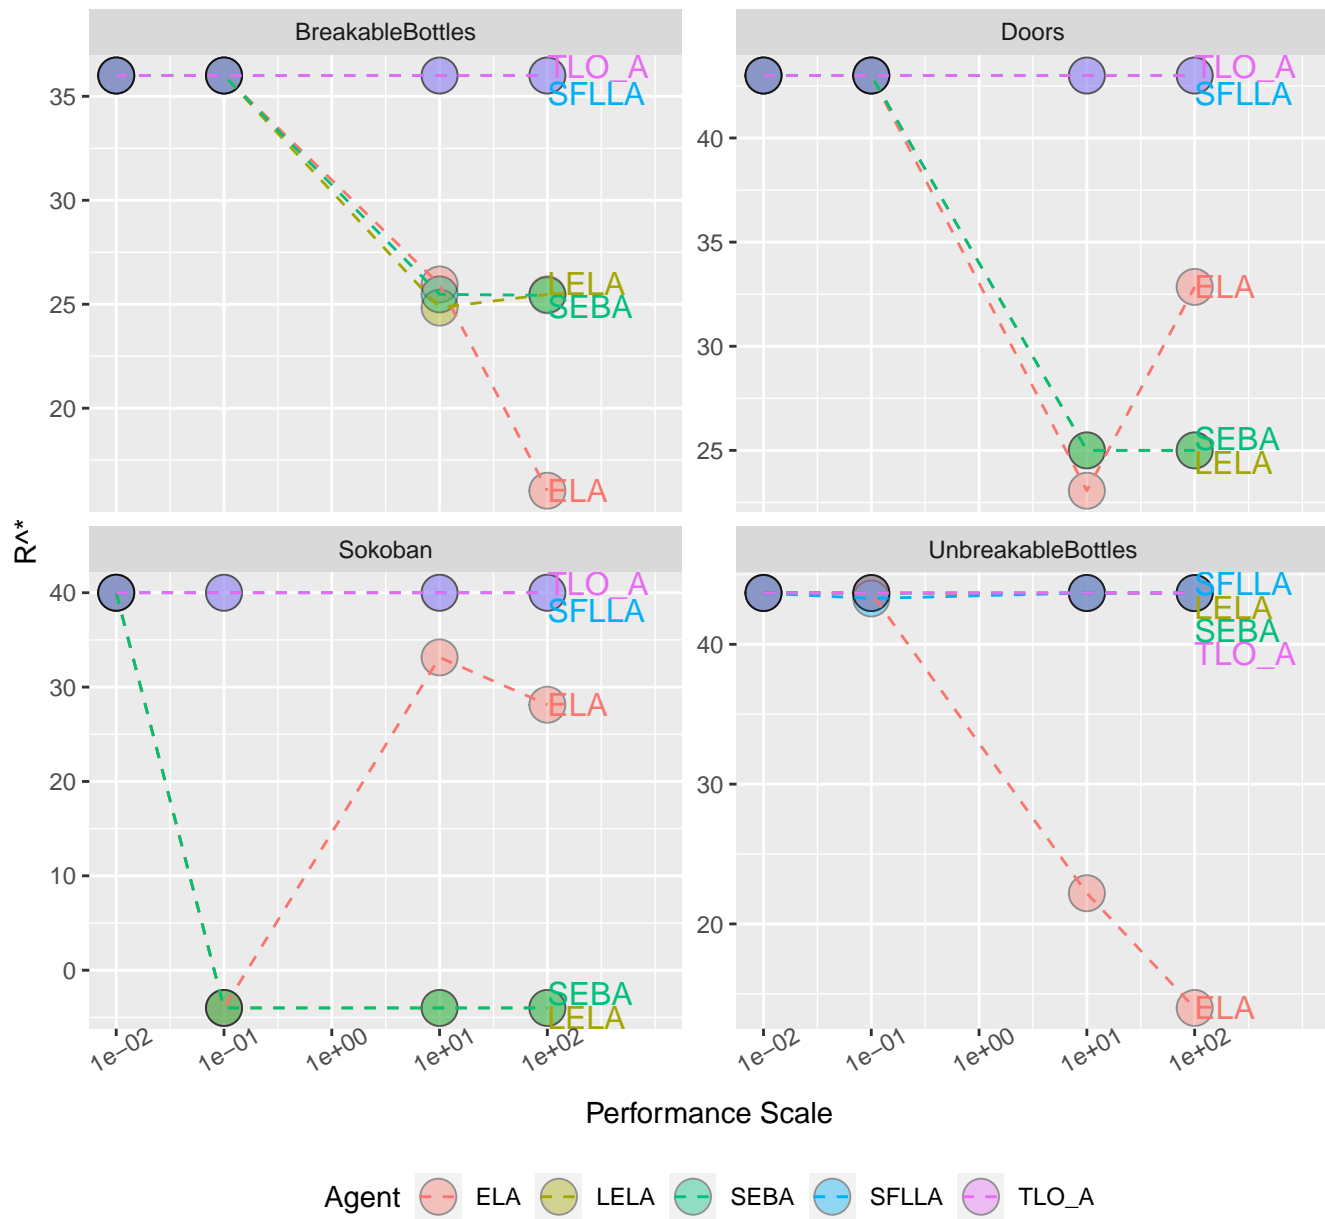 BreakableBottles
Doors
TLO_A
SFLLA
LELA
SEBA
ELA
35
30
25
20
TLO_A
SFLLA
ELA
SEBA
LELA
40
35
30
25
R^*
Sokoban
UnbreakableBottles
TLO_A
SFLLA
ELA
SEBA
LELA
40
30
20
10
0
SFLLA
LELA
SEBA
TLO_A
ELA
40
30
20
1e−02 1e−01 1e+00 1e+01 1e+02
1e−02 1e−01 1e+00 1e+01 1e+02
Performance Scale
Agent ELA LELA SEBA SFLLA TLO_A